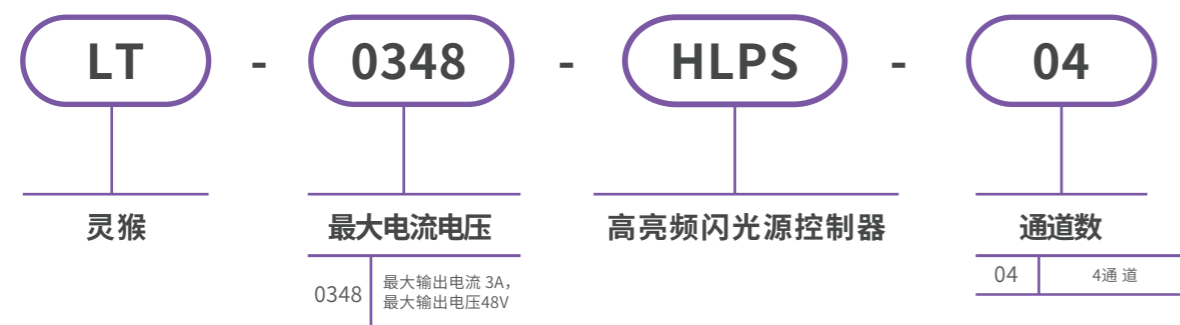 LT - 0348 - HLPS - 04
灵猴 最大电流电压 高亮频闪光源控制器 通道数
0348 最大输出电流 3A，
最大输出电压48V
04 4通 道